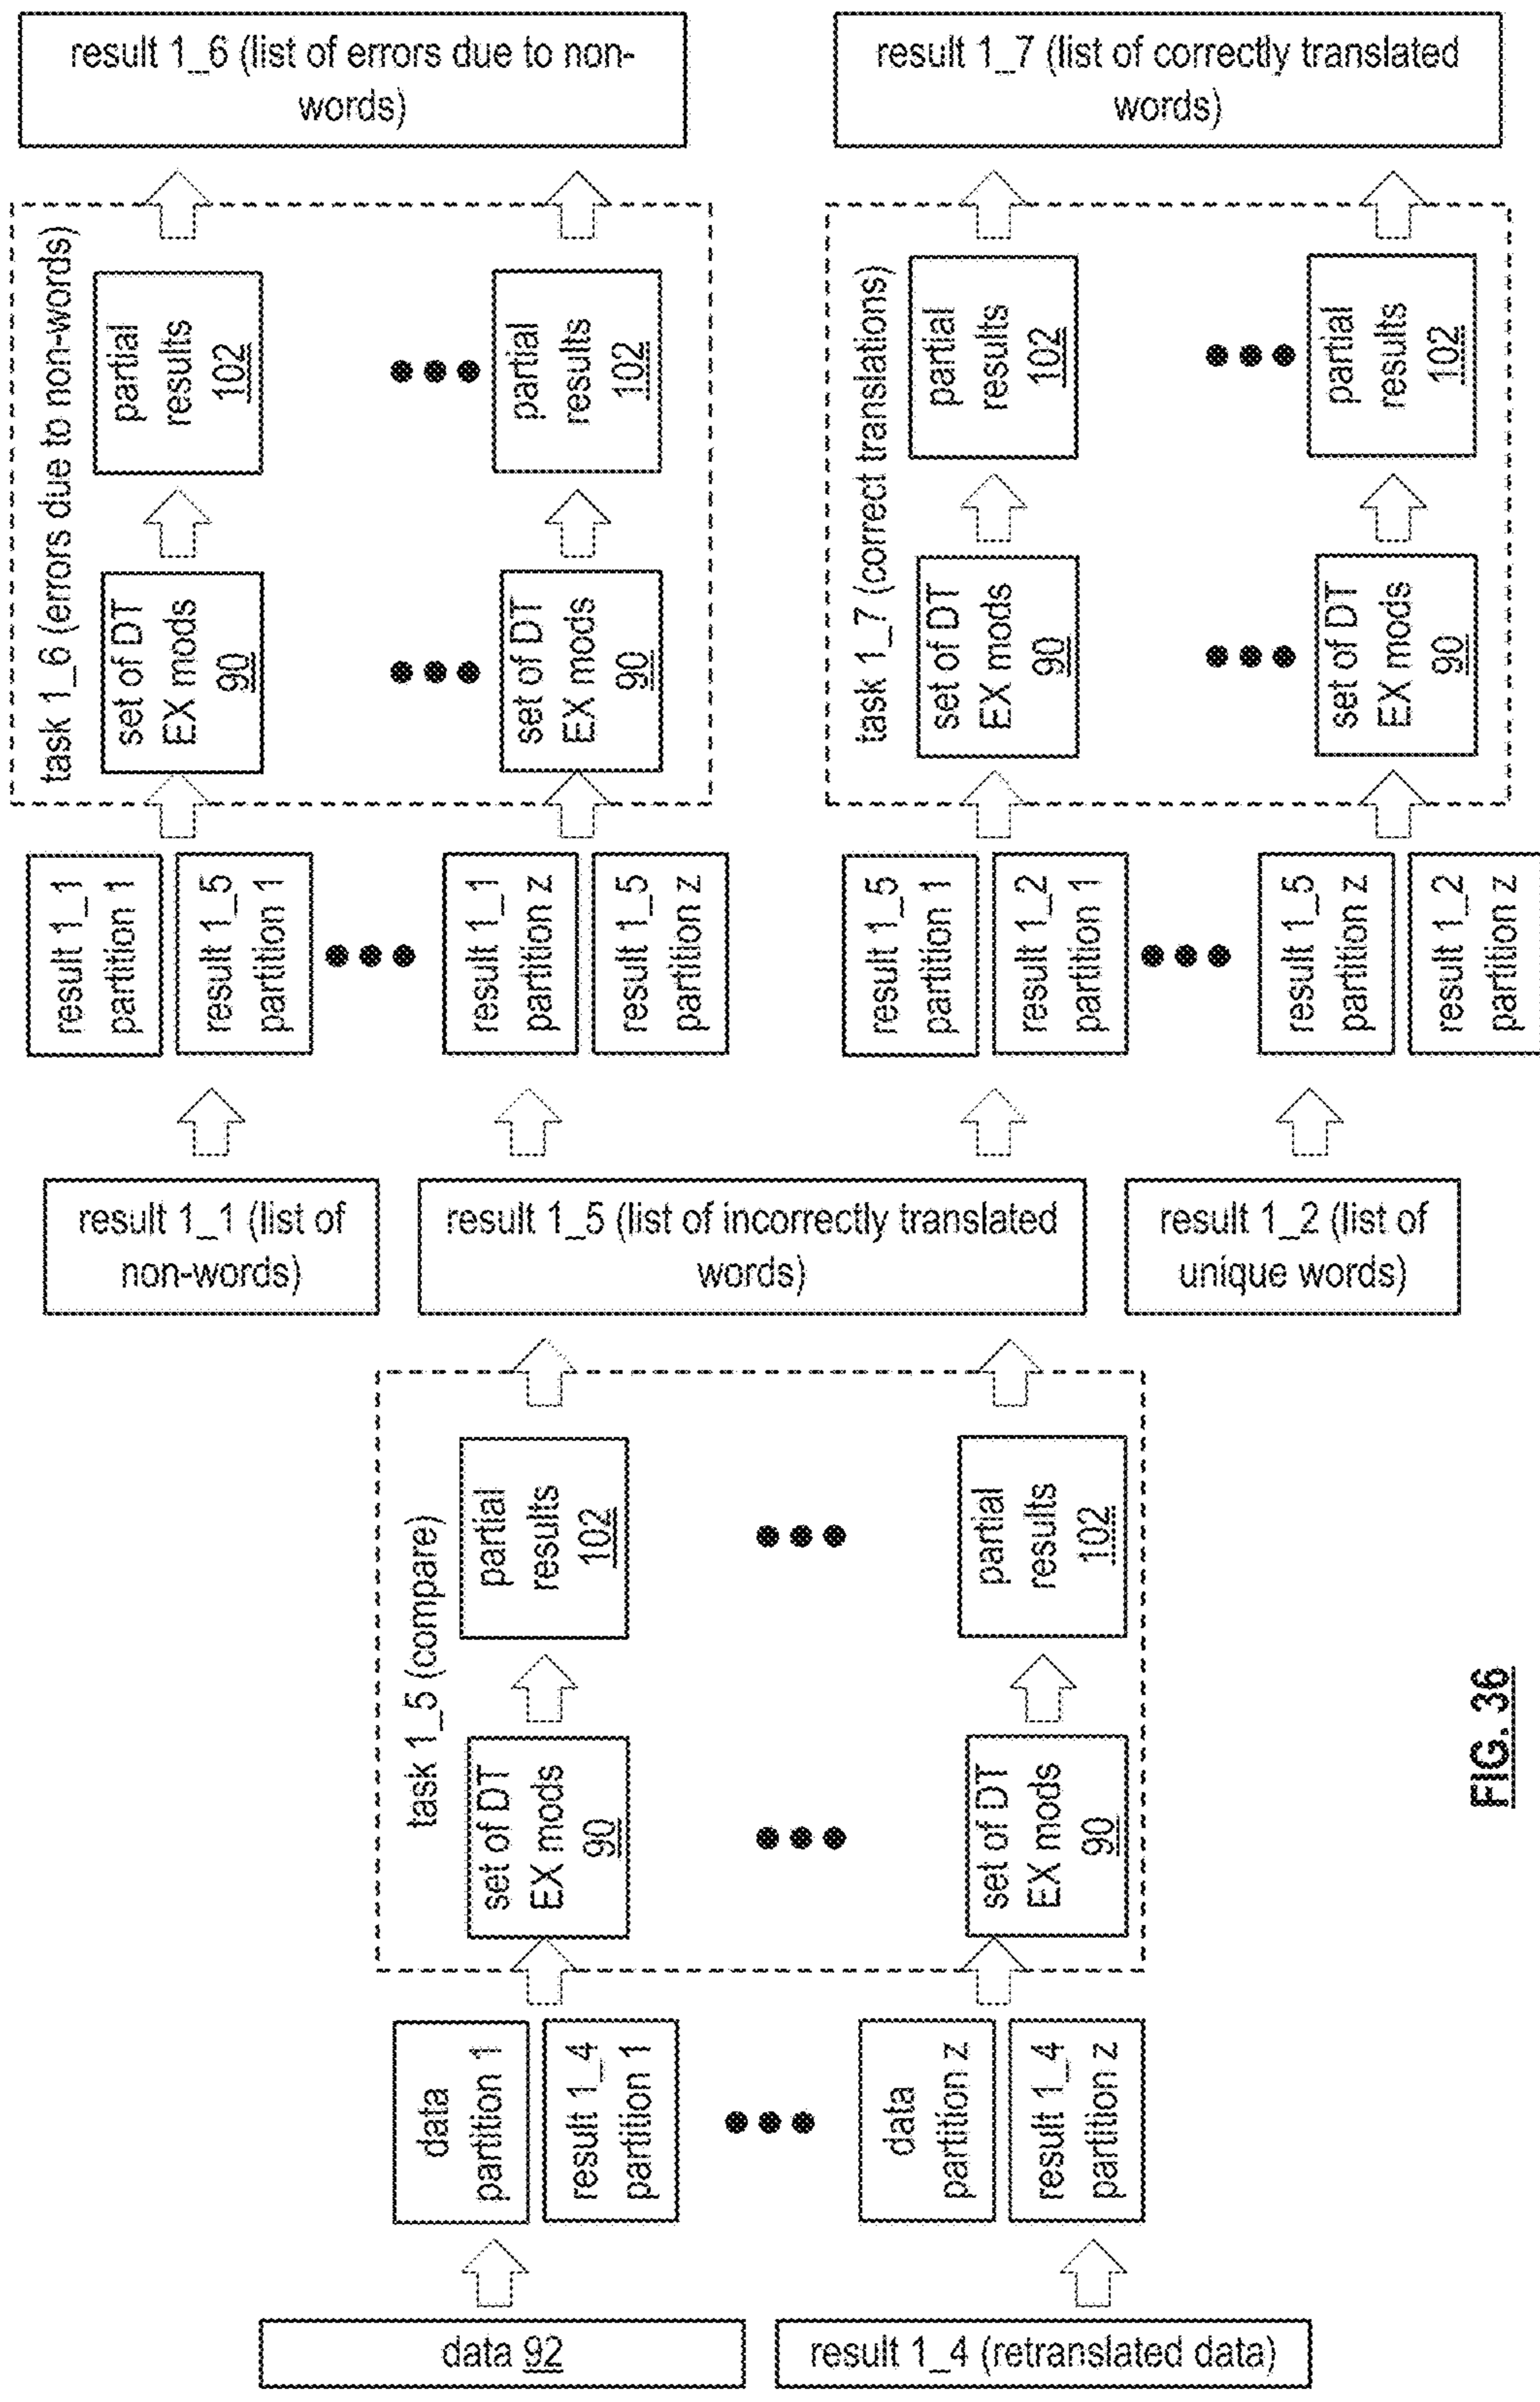 data 92
result 1_4 (retranslated data)
data
partition 1
result 1_4
partition 1
data
partition z
result 1_4
partition z
task 1_5 (compare)
set of DT
EX mods
90
partial
results
102
set of DT
EX mods
90
partial
results
102
result 1_1 (list of
non-words)
result 1_5 (list of incorrectly translated
words)
result 1_2 (list of
unique words)
result 1_1
partition 1
result 1_5
partition 1
result 1_1
partition z
result 1_5
partition z
task 1_6 (errors due to non-words)
set of DT
EX mods
90
partial
results
102
set of DT
EX mods
90
partial
results
102
result 1_6 (list of errors due to non-
words)
result 1_5
partition 1
result 1_2
partition 1
result 1_5
partition z
result 1_2
partition z
task 1_7 (correct translations)
set of DT
EX mods
90
partial
results
102
set of DT
EX mods
90
partial
results
102
result 1_7 (list of correctly translated
words)
FIG. 36